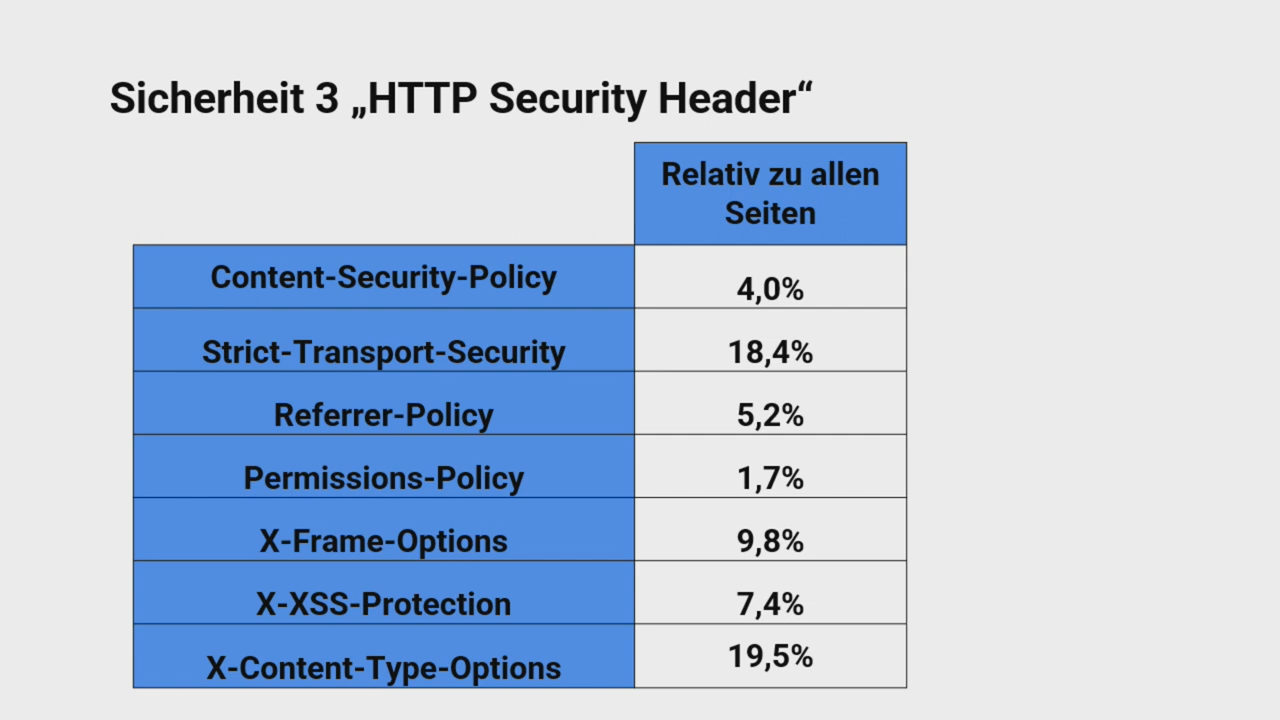 Sicherheit 3 „HTTP Security Header“
Relativ zu allen
Seiten
Content-Security-Policy 4,0%
Strict-Transport-Security 18,4%
Referrer-Policy 5,2%
Permissions-Policy 1,7%
X-Frame-Options 9,8%
X-XSS-Protection 7,4%
X-Content-Type-Options 19,5%